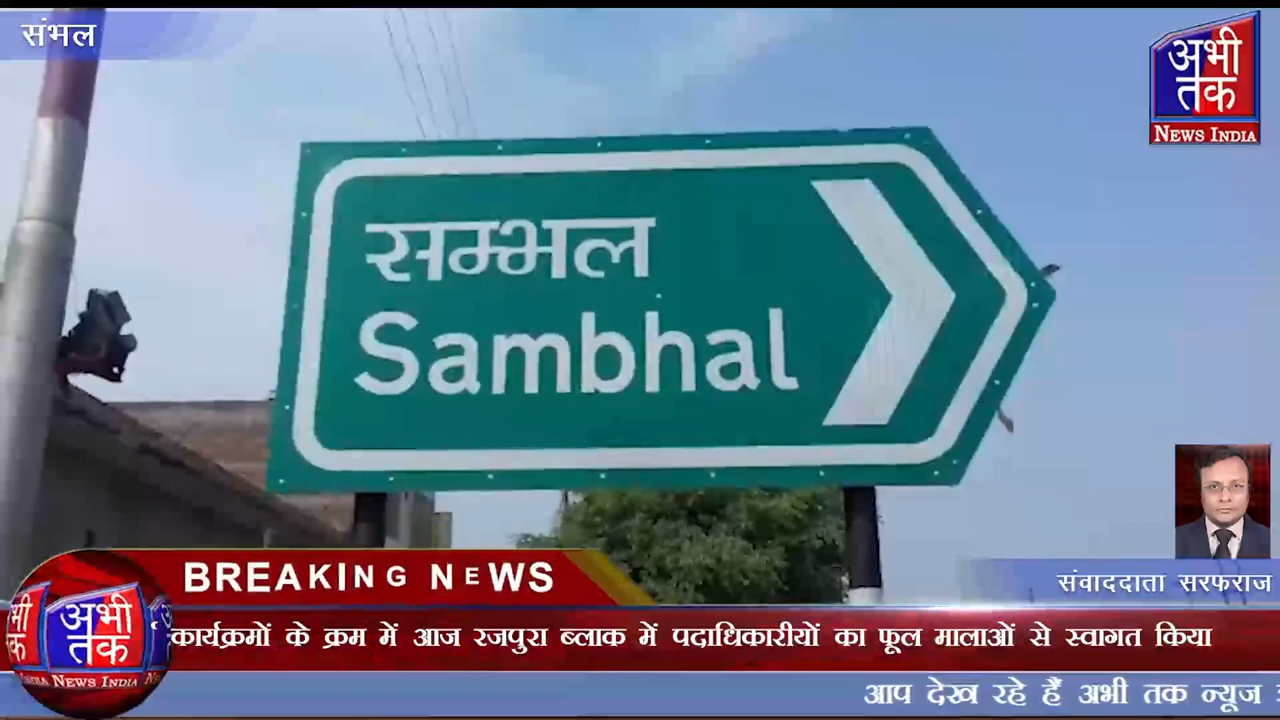 संभल
अभी
तक
NEWS INDIA
सम्भल
Sambhal
BREAKING NEWS
संवाददाता सरफराज
अभी
तक
NEWS INDIA
कार्यक्रमों के क्रम में आज रजपुरा ब्लाक में पदाधिकारीयों का फूल मालाओं से स्वागत किया
आप देख रहे हैं अभी तक न्यूज